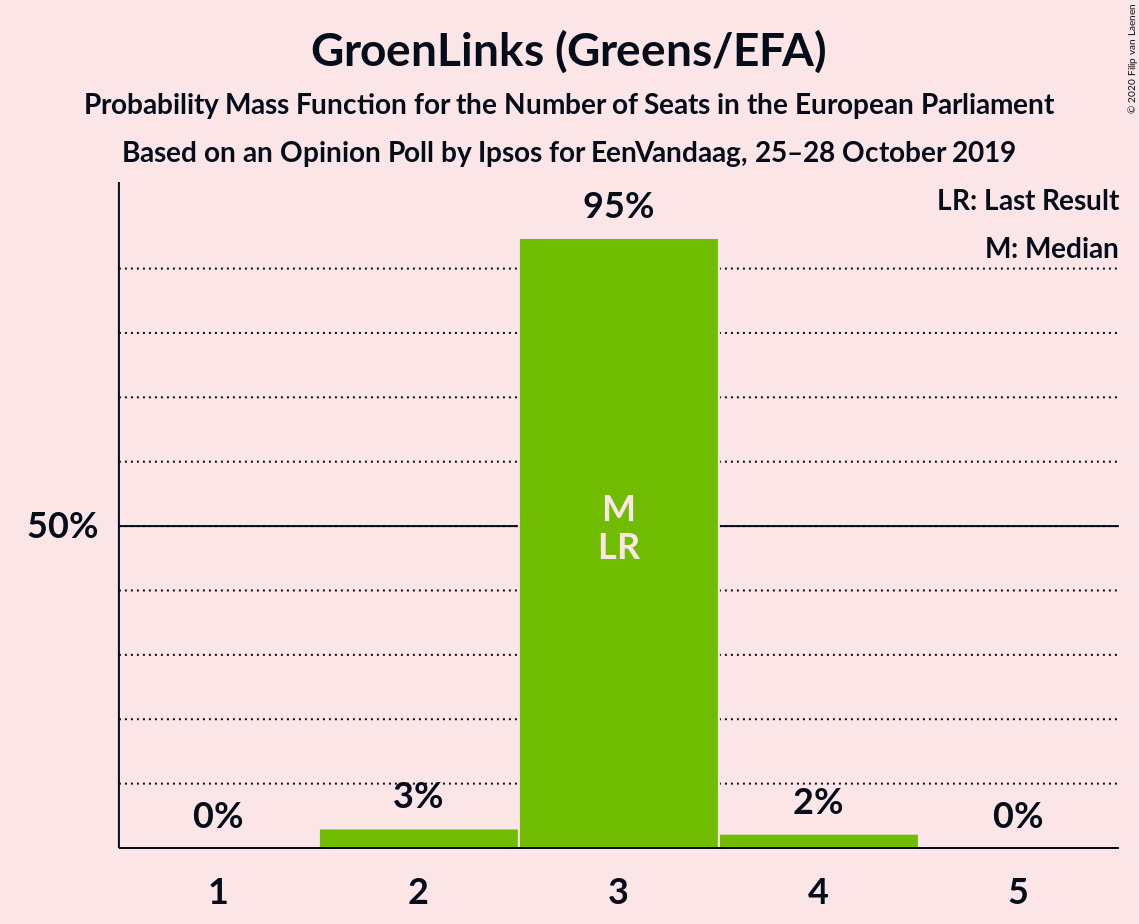 GroenLinks (Greens/EFA)
Probability Mass Function for the Number of Seats in the European Parliament
Based on an Opinion Poll by Ipsos for EenVandaag, 25–28 October 2019
© 2020 Filip van Laenen
LR: Last Result
M: Median
95%
50%
M
LR
0%
3%
2%
0%
1
2
3
4
5